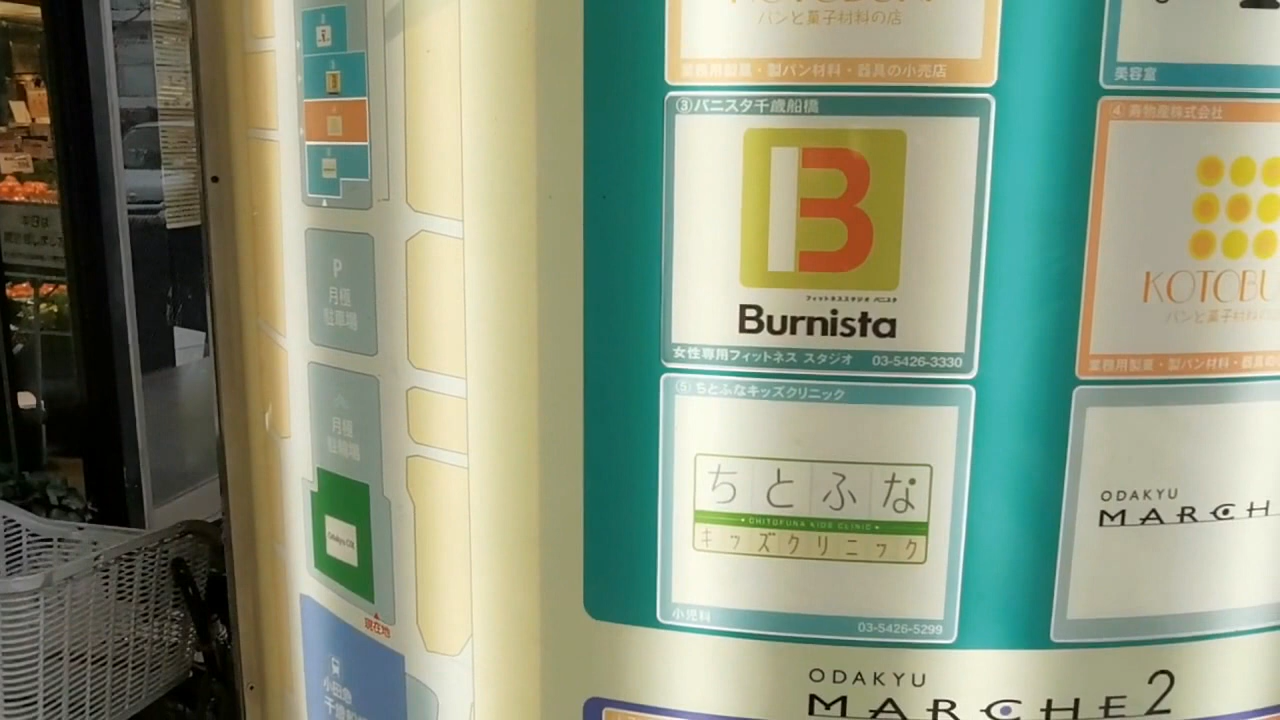 パンと菓子材料の店
業務用製菓・製パン材料・器具の小売店
美容室
③バニスタ千歳船橋
B
フィットネススタジオ バニスタ
Burnista
女性専用フィットネス スタジオ 03-5426-3330
④寿物産株式会社
KOTOBU
パンと菓子材料
業務用製菓・製パン材料・器具の
⑤ちとふなキッズクリニック
ちとふな
CHITOFUNA KIDS CLINIC
キッズクリニック
小児科
03-5426-5299
ODAKYU
MARCH
ODAKYU
MARCHE2
P
月極
駐車場
月極
駐輪場
Odakyu OX
現在地
小田急
本日は